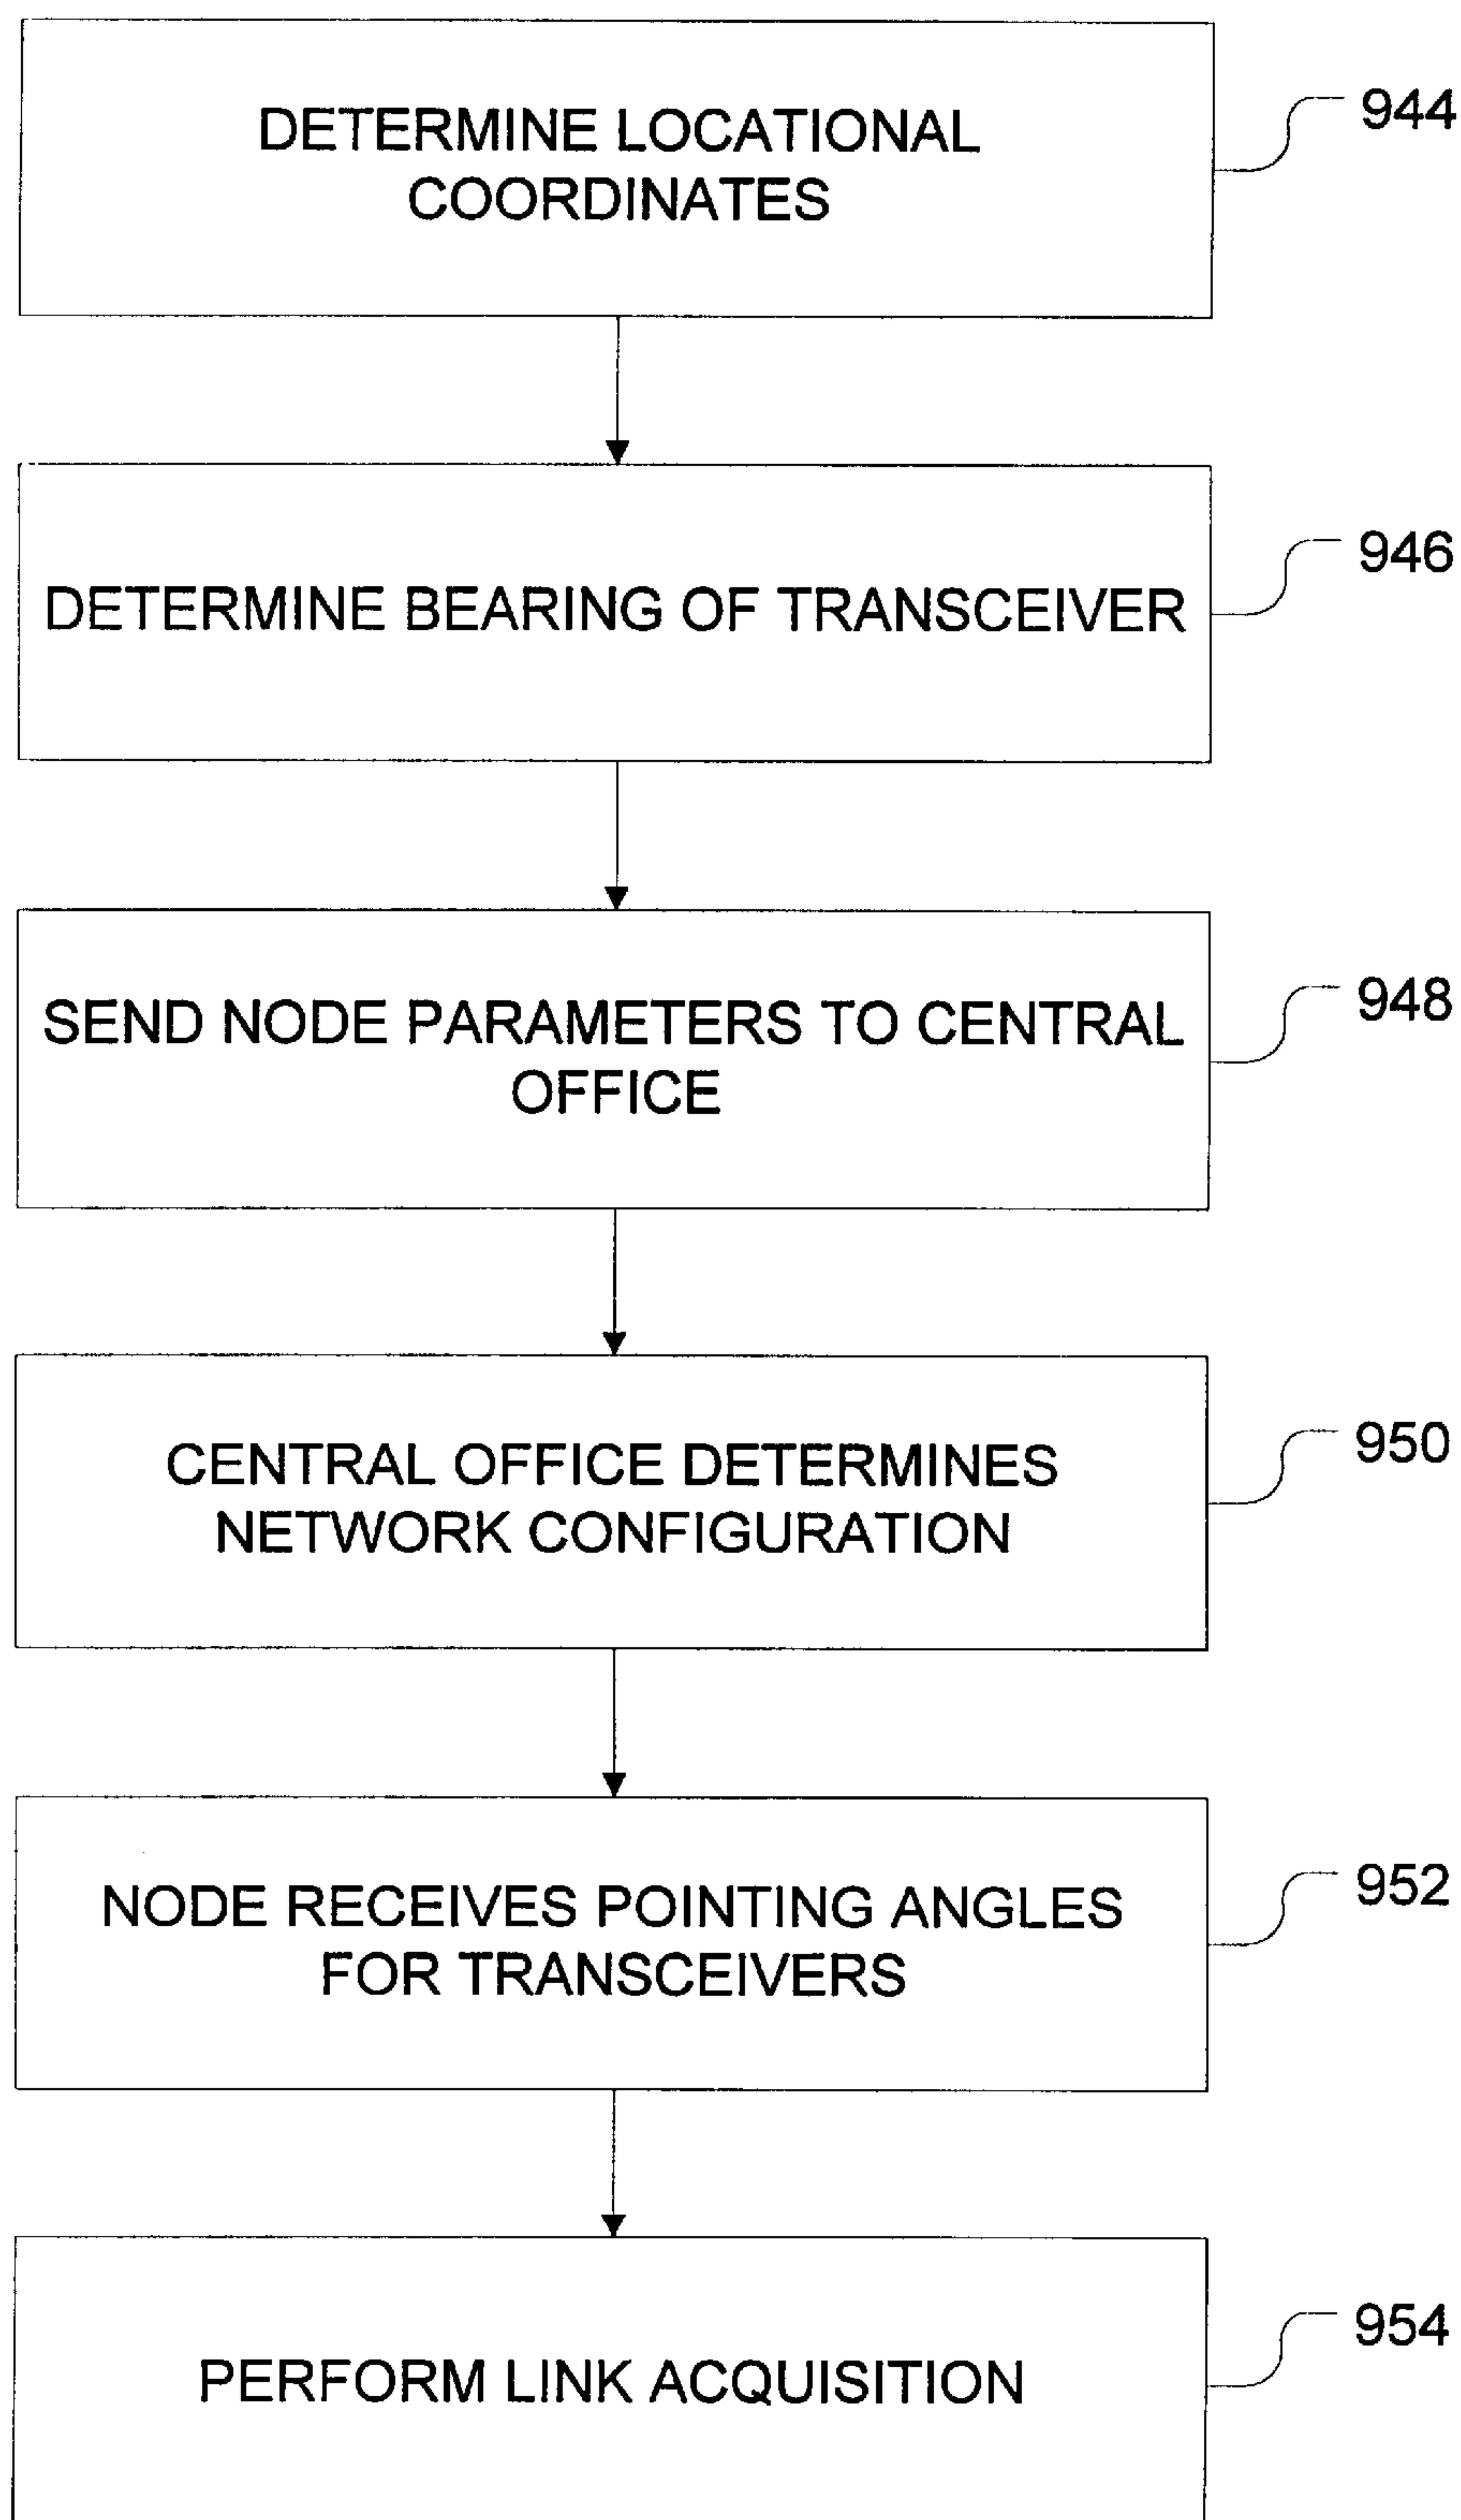 DETERMINE LOCATIONAL
COORDINATES
944
DETERMINE BEARING OF TRANSCEIVER
946
SEND NODE PARAMETERS TO CENTRAL
OFFICE
948
CENTRAL OFFICE DETERMINES
NETWORK CONFIGURATION
950
NODE RECEIVES POINTING ANGLES
FOR TRANSCEIVERS
952
PERFORM LINK ACQUISITION
954